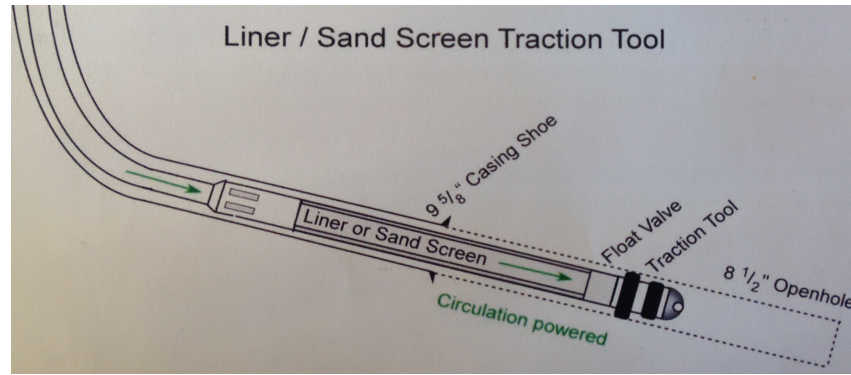 Liner / Sand Screen Traction Tool
9 5/8" Casing Shoe
Liner or Sand Screen
Float Valve
Traction Tool
8 1/2" Openhole
Circulation powered